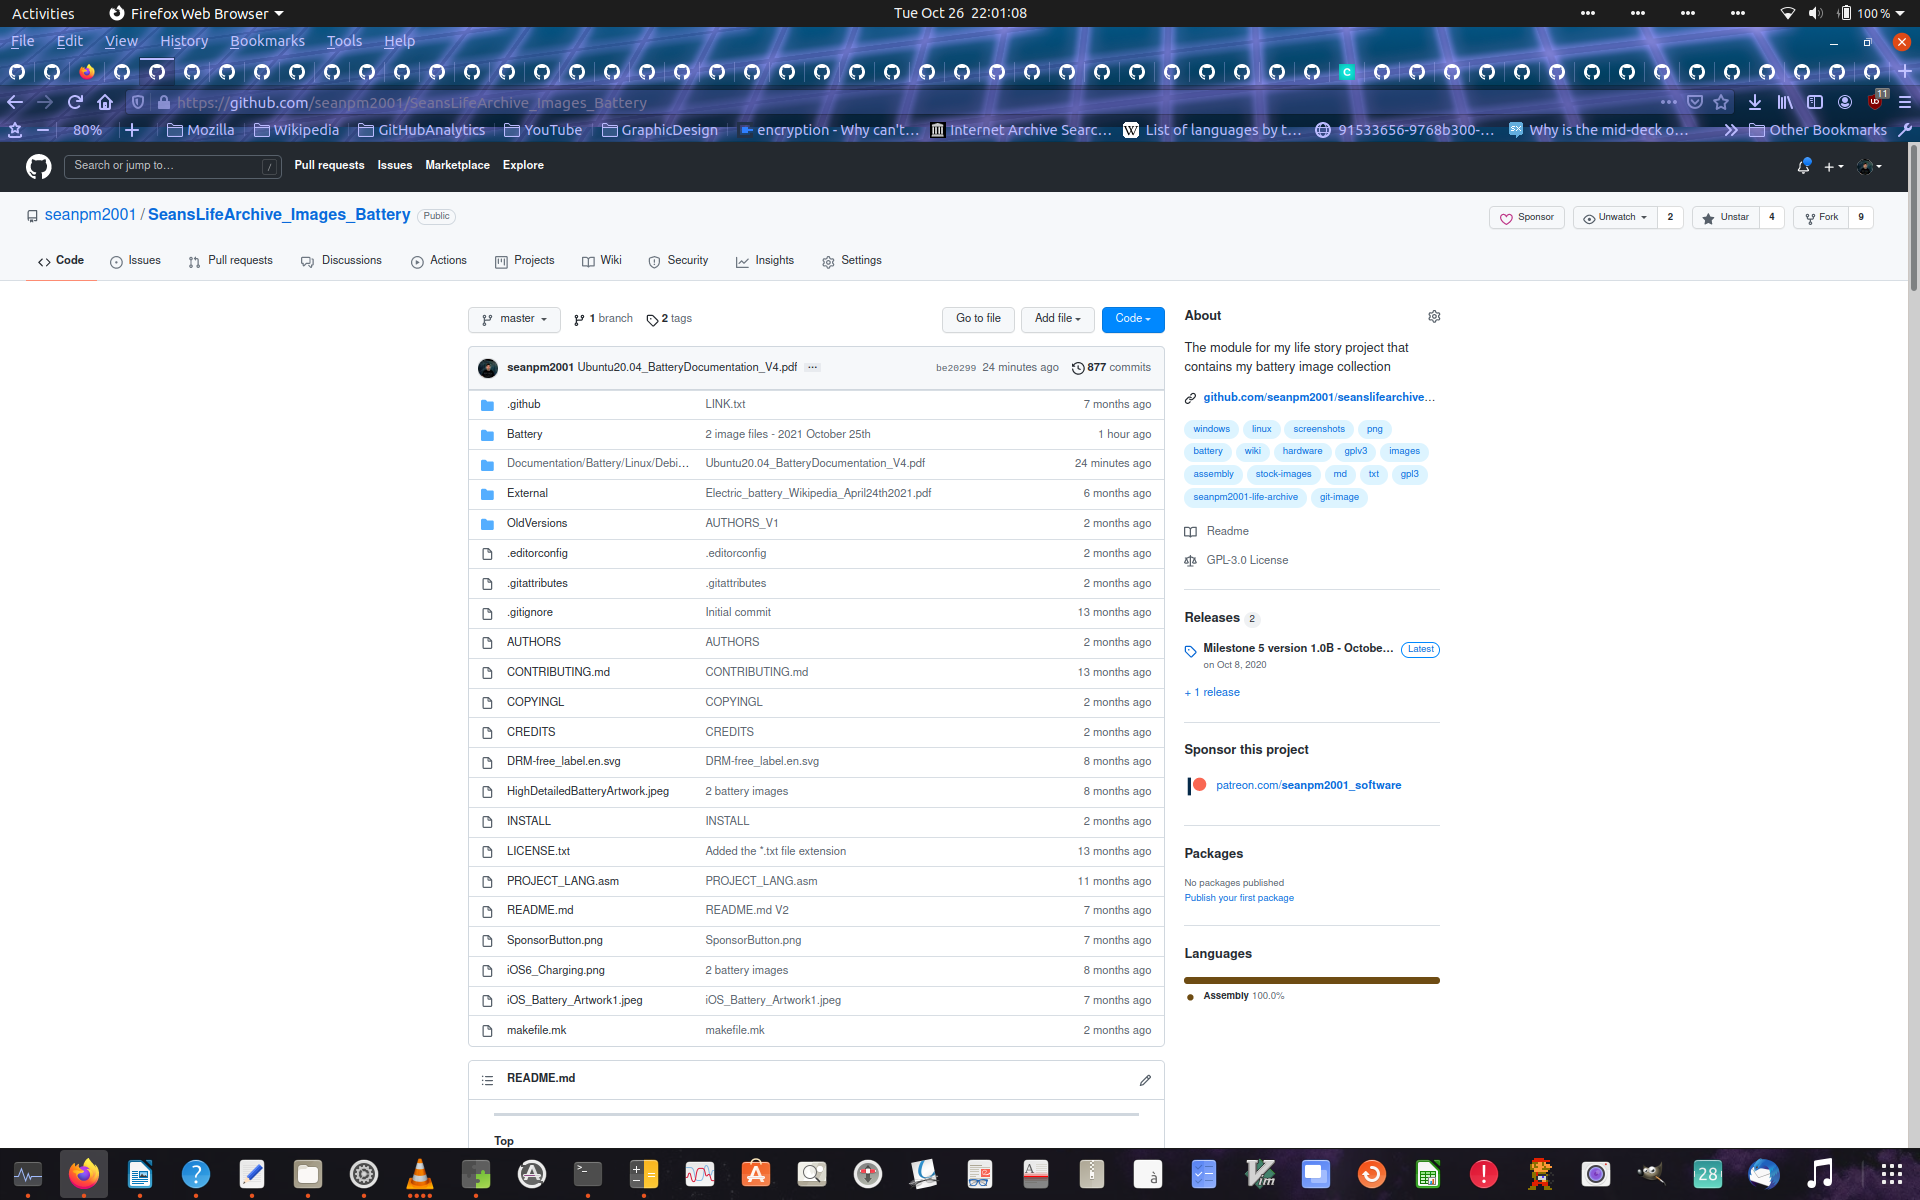 Activities Firefox Web Browser Tue Oct 26 22:01:08 100 %
File Edit View History Bookmarks Tools Help
https://github.com/seanpm2001/SeansLifeArchive_Images_Battery 11
80% Mozilla Wikipedia GitHubAnalytics YouTube GraphicDesign encryption - Why can't… Internet Archive Searc… List of languages by t… 91533656-9768b300-… Why is the mid-deck o… Other Bookmarks
Search or jump to… / Pull requests Issues Marketplace Explore
seanpm2001 / SeansLifeArchive_Images_Battery Public Sponsor Unwatch 2 Unstar 4 Fork 9
Code Issues Pull requests Discussions Actions Projects Wiki Security Insights Settings
master 1 branch 2 tags Go to file Add file Code
seanpm2001 Ubuntu20.04_BatteryDocumentation_V4.pdf ... be20299 24 minutes ago 877 commits
.github LINK.txt 7 months ago
Battery 2 image files - 2021 October 25th 1 hour ago
Documentation/Battery/Linux/Debi… Ubuntu20.04_BatteryDocumentation_V4.pdf 24 minutes ago
External Electric_battery_Wikipedia_April24th2021.pdf 6 months ago
OldVersions AUTHORS_V1 2 months ago
.editorconfig .editorconfig 2 months ago
.gitattributes .gitattributes 2 months ago
.gitignore Initial commit 13 months ago
AUTHORS AUTHORS 2 months ago
CONTRIBUTING.md CONTRIBUTING.md 13 months ago
COPYINGL COPYINGL 2 months ago
CREDITS CREDITS 2 months ago
DRM-free_label.en.svg DRM-free_label.en.svg 8 months ago
HighDetailedBatteryArtwork.jpeg 2 battery images 8 months ago
INSTALL INSTALL 2 months ago
LICENSE.txt Added the *.txt file extension 13 months ago
PROJECT_LANG.asm PROJECT_LANG.asm 11 months ago
README.md README.md V2 7 months ago
SponsorButton.png SponsorButton.png 7 months ago
iOS6_Charging.png 2 battery images 8 months ago
iOS_Battery_Artwork1.jpeg iOS_Battery_Artwork1.jpeg 7 months ago
makefile.mk makefile.mk 2 months ago
README.md
Top
About
The module for my life story project that
contains my battery image collection
github.com/seanpm2001/seanslifearchive…
windows linux screenshots png
battery wiki hardware gplv3 images
assembly stock-images md txt gpl3
seanpm2001-life-archive git-image
Readme
GPL-3.0 License
Releases 2
Milestone 5 version 1.0B - Octobe… Latest
on Oct 8, 2020
+ 1 release
Sponsor this project
patreon.com/seanpm2001_software
Packages
No packages published
Publish your first package
Languages
Assembly 100.0%
28